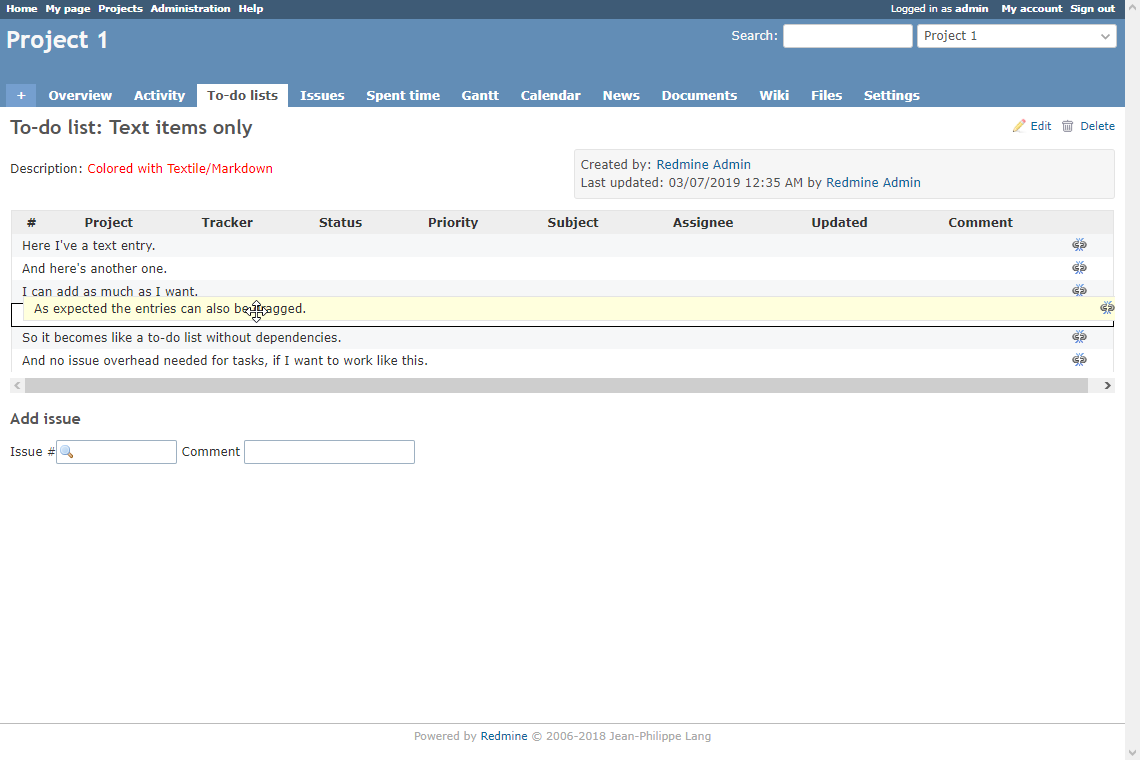 Home My page Projects Administration Help Logged in as admin My account Sign out
Project 1 Search: Project 1
+ Overview Activity To-do lists Issues Spent time Gantt Calendar News Documents Wiki Files Settings
To-do list: Text items only Edit Delete
Description: Colored with Textile/Markdown
Created by: Redmine Admin
Last updated: 03/07/2019 12:35 AM by Redmine Admin
# Project Tracker Status Priority Subject Assignee Updated Comment
Here I've a text entry.
And here's another one.
I can add as much as I want.
As expected the entries can also be dragged.
So it becomes like a to-do list without dependencies.
And no issue overhead needed for tasks, if I want to work like this.
Add issue
Issue # Comment
Powered by Redmine © 2006-2018 Jean-Philippe Lang